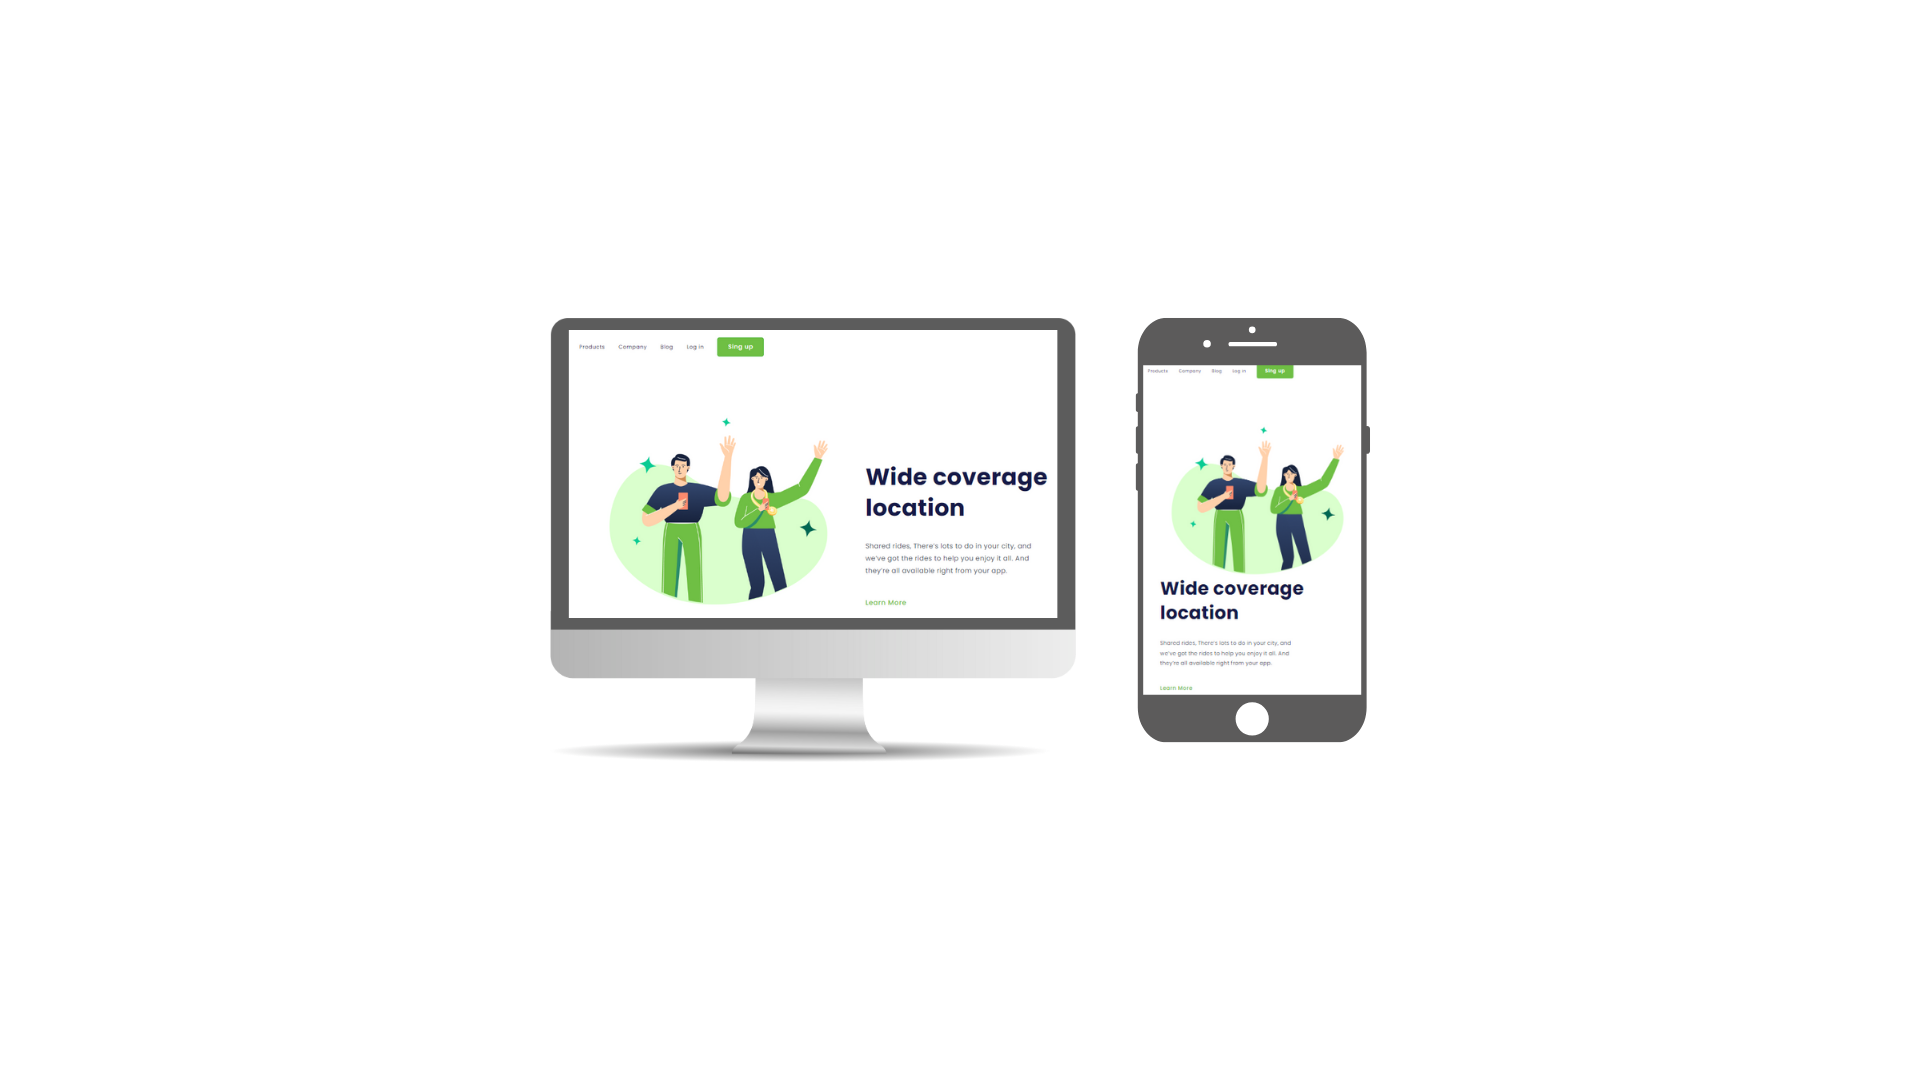 Products Company Blog Log in Sing up
Wide coverage
location
Shared rides, There's lots to do in your city, and
we've got the rides to help you enjoy it all. And
they're all available right from your app.
Learn More
Products Company Blog Log in Sing up
Wide coverage
location
Shared rides, There's lots to do in your city, and
we've got the rides to help you enjoy it all. And
they're all available right from your app.
Learn More